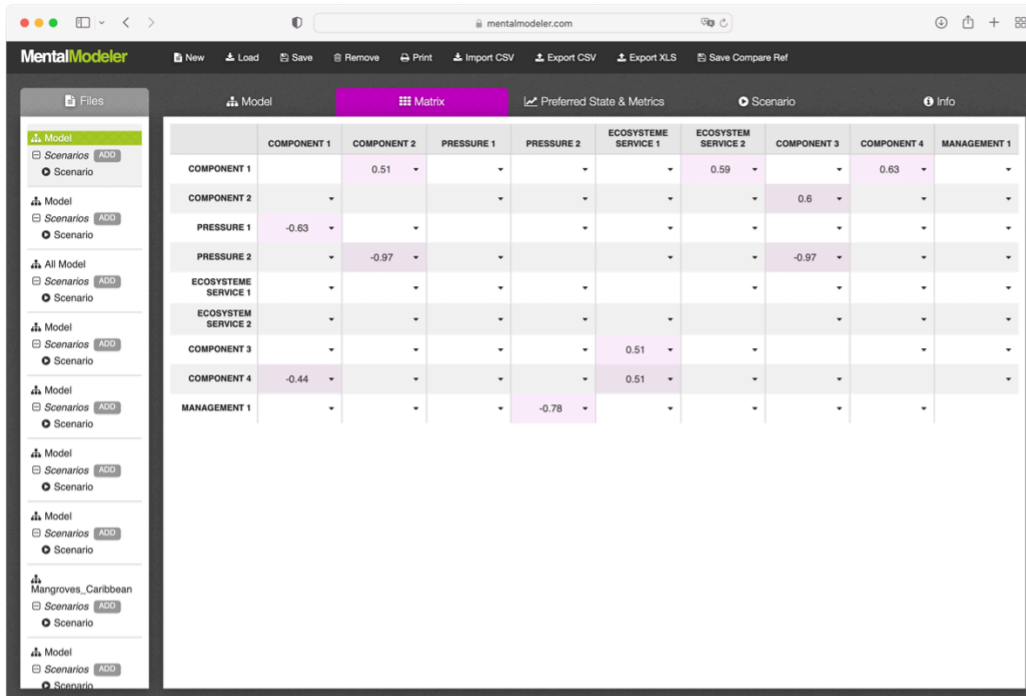 mentalmodeler.com
MentalModeler New Load Save Remove Print Import CSV Export CSV Export XLS Save Compare Ref
Files Model Matrix Preferred State & Metrics Scenario Info
Model
Scenarios ADD
Scenario
Model
Scenarios ADD
Scenario
All Model
Scenarios ADD
Scenario
Model
Scenarios ADD
Scenario
Model
Scenarios ADD
Scenario
Model
Scenarios ADD
Scenario
Model
Scenarios ADD
Scenario
Mangroves_Caribbean
Scenarios ADD
Scenario
Model
Scenarios ADD
Scenario
COMPONENT 1 COMPONENT 2 PRESSURE 1 PRESSURE 2 ECOSYSTEME SERVICE 1 ECOSYSTEM SERVICE 2 COMPONENT 3 COMPONENT 4 MANAGEMENT 1
COMPONENT 1 0.51 0.59 0.63
COMPONENT 2 0.6
PRESSURE 1 -0.63
PRESSURE 2 -0.97 -0.97
ECOSYSTEME
SERVICE 1
ECOSYSTEM
SERVICE 2
COMPONENT 3 0.51
COMPONENT 4 -0.44 0.51
MANAGEMENT 1 -0.78